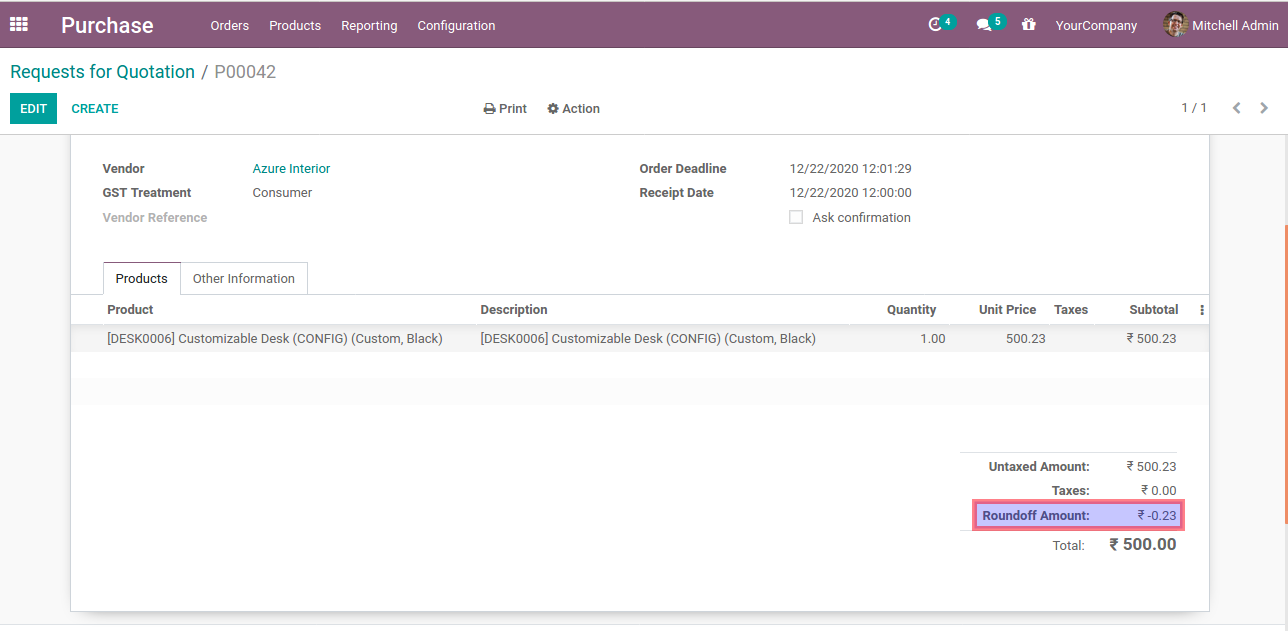 Purchase Orders Products Reporting Configuration 4 5 YourCompany Mitchell Admin
Requests for Quotation / P00042
EDIT CREATE Print Action 1 / 1
Vendor Azure Interior Order Deadline 12/22/2020 12:01:29
GST Treatment Consumer Receipt Date 12/22/2020 12:00:00
Vendor Reference Ask confirmation
Products Other Information
Product Description Quantity Unit Price Taxes Subtotal
[DESK0006] Customizable Desk (CONFIG) (Custom, Black) [DESK0006] Customizable Desk (CONFIG) (Custom, Black) 1.00 500.23 ₹ 500.23
Untaxed Amount: ₹ 500.23
Taxes: ₹ 0.00
Roundoff Amount: ₹ -0.23
Total: ₹ 500.00